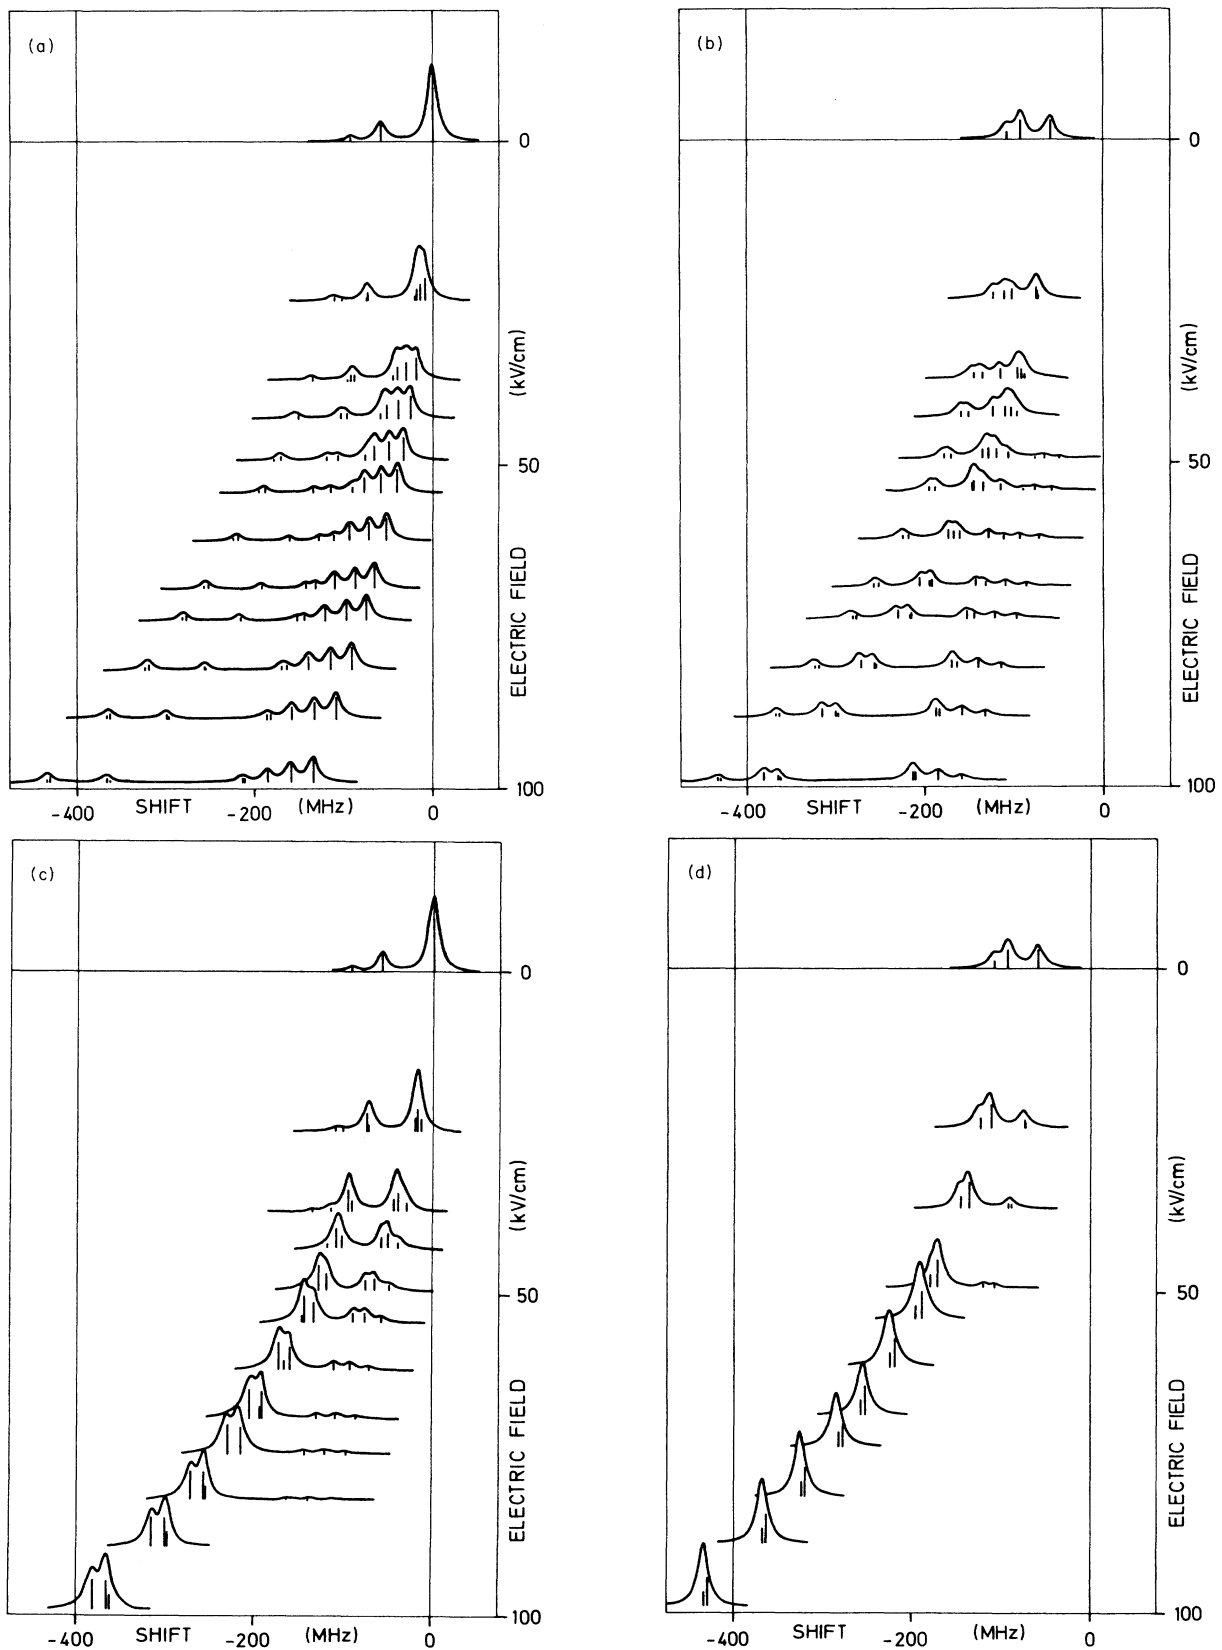 (a)
0
(kV/cm)
50
ELECTRIC FIELD
100
-400
SHIFT
-200
(MHz)
0
(b)
0
(kV/cm)
50
ELECTRIC FIELD
100
-400
SHIFT
-200
(MHz)
0
(c)
0
(kV/cm)
50
ELECTRIC FIELD
100
-400
SHIFT
-200
(MHz)
0
(d)
0
(kV/cm)
50
ELECTRIC FIELD
100
-400
SHIFT
-200
(MHz)
0